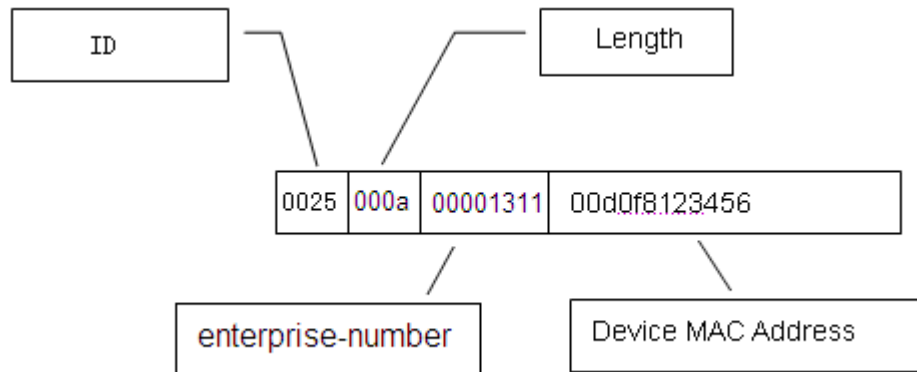 ID
Length
0025 000a 00001311 00d0f8123456
enterprise-number
Device MAC Address